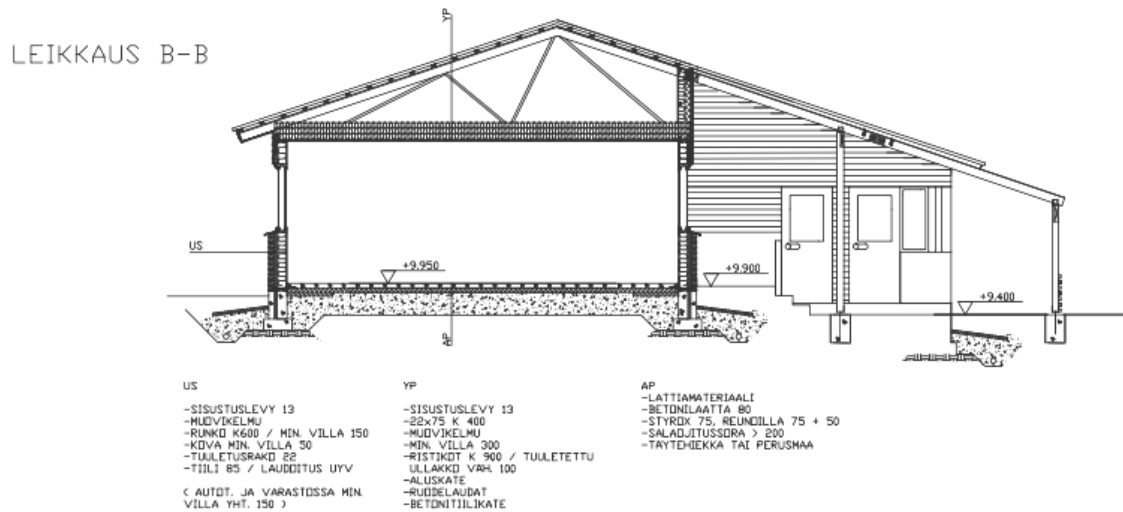 YP
LEIKKAUS B-B
US
+9.950
+9.900
+9.400
AP
US
-SISUSTUSLEVY 13
-MUOVIKELMU
-RUNKO K600 / MIN. VILLA 150
-KOVA MIN. VILLA 50
-TUULETUSRAKO 22
-TIILI 85 / LAUDOITUS UYV
( AUTOT. JA VARASTOSSA MIN.
VILLA YHT. 150 )
YP
-SISUSTUSLEVY 13
-22x75 K 400
-MUOVIKELMU
-MIN. VILLA 300
-RISTIKOT K 900 / TUULETETTU
ULLAKKO VÄH. 100
-ALUSKATE
-RUODELAUDAT
-BETONITIILIKATE
AP
-LATTIAMATERIAALI
-BETONILAATTA 80
-STYROX 75, REUNOILLA 75 + 50
-SALAOJITUSSORA > 200
-TÄYTEHIEKKA TAI PERUSMAA